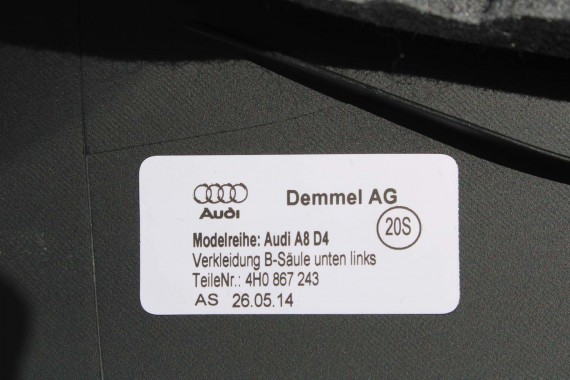 Audi
Demmel AG
20S
Modelreihe: Audi A8 D4
Verkleidung B-Säule unten links
TeileNr.: 4H0 867 243
AS 26.05.14